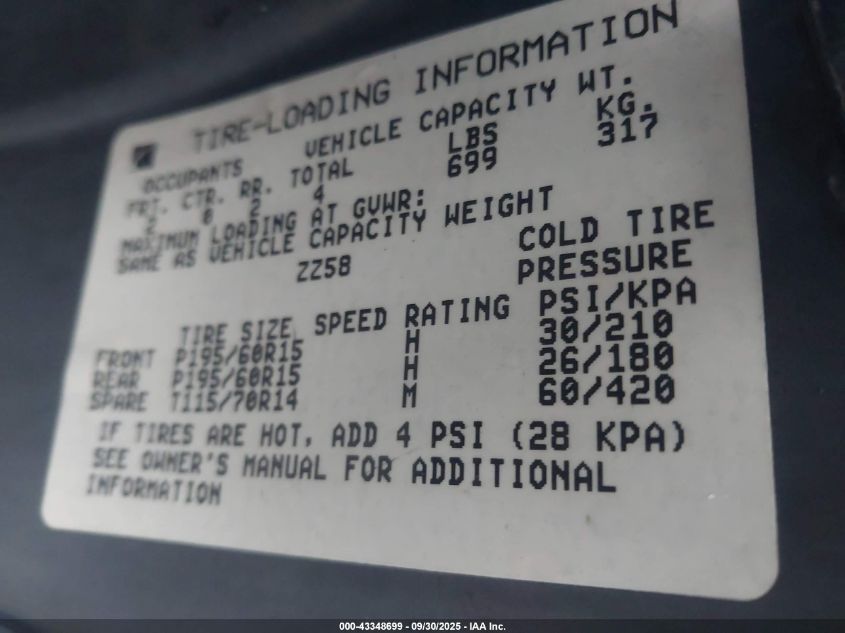 TIRE-LOADING INFORMATION
OCCUPANTS VEHICLE CAPACITY WT.
FRT. CTR. RR. TOTAL LBS KG.
2 0 2 4 699 317
MAXIMUM LOADING AT GVWR:
SAME AS VEHICLE CAPACITY WEIGHT
ZZ58 COLD TIRE
PRESSURE
TIRE SIZE SPEED RATING PSI/KPA
FRONT P195/60R15 H 30/210
REAR P195/60R15 H 26/180
SPARE T115/70R14 M 60/420
IF TIRES ARE HOT, ADD 4 PSI (28 KPA)
SEE OWNER'S MANUAL FOR ADDITIONAL
INFORMATION
000-43348699 - 09/30/2025 - IAA Inc.